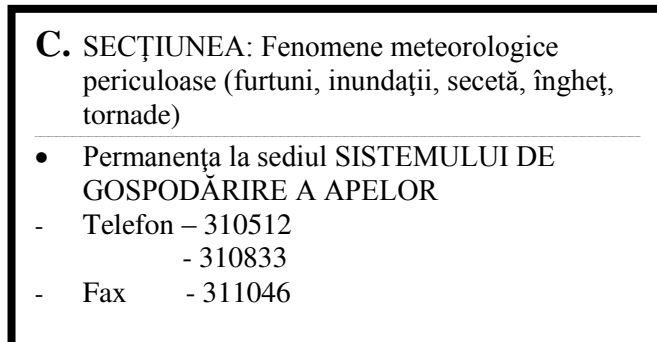 C. SECŢIUNEA: Fenomene meteorologice
periculoase (furtuni, inundaţii, secetă, îngheţ,
tornade)
• Permanenţa la sediul SISTEMULUI DE
GOSPODĂRIRE A APELOR
- Telefon – 310512
- 310833
- Fax - 311046